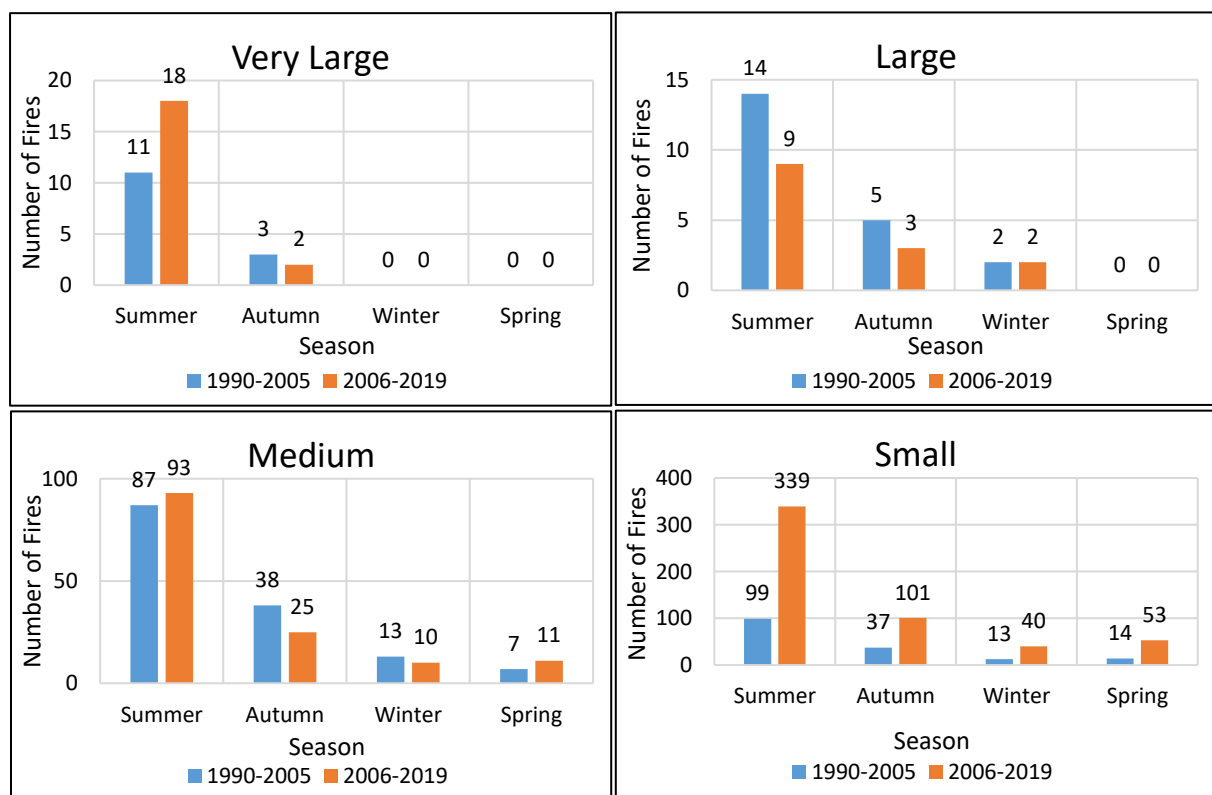 Very Large
Number of Fires
20
15
10
5
0
11
18
3
2
0
0
0
0
Summer
Autumn
Winter
Spring
Season
1990-2005
2006-2019
Large
Number of Fires
15
10
5
0
14
9
5
3
2
2
0
0
Summer
Autumn
Winter
Spring
Season
1990-2005
2006-2019
Medium
Number of Fires
100
50
0
87
93
38
25
13
10
7
11
Summer
Autumn
Winter
Spring
Season
1990-2005
2006-2019
Small
Number of Fires
400
300
200
100
0
99
339
37
101
13
40
14
53
Summer
Autumn
Winter
Spring
Season
1990-2005
2006-2019